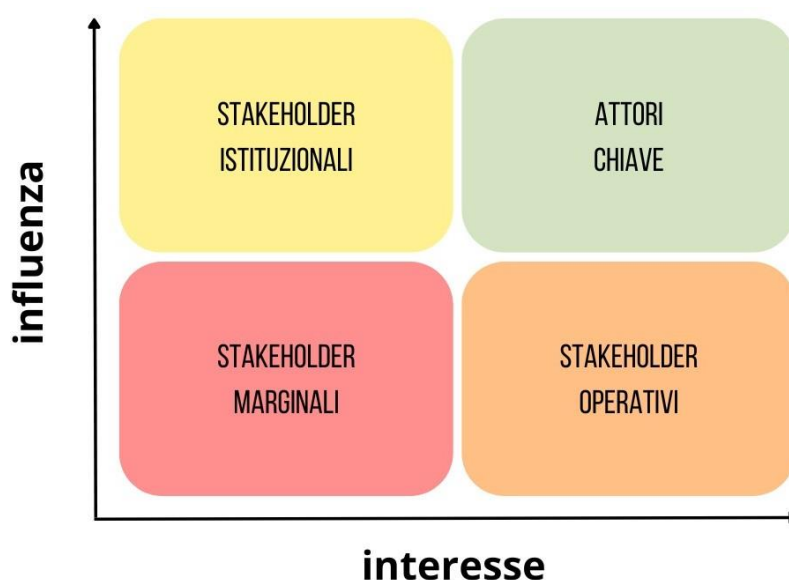 STAKEHOLDER
ISTITUZIONALI
ATTORI
CHIAVE
influenza
STAKEHOLDER
MARGINALI
STAKEHOLDER
OPERATIVI
interesse